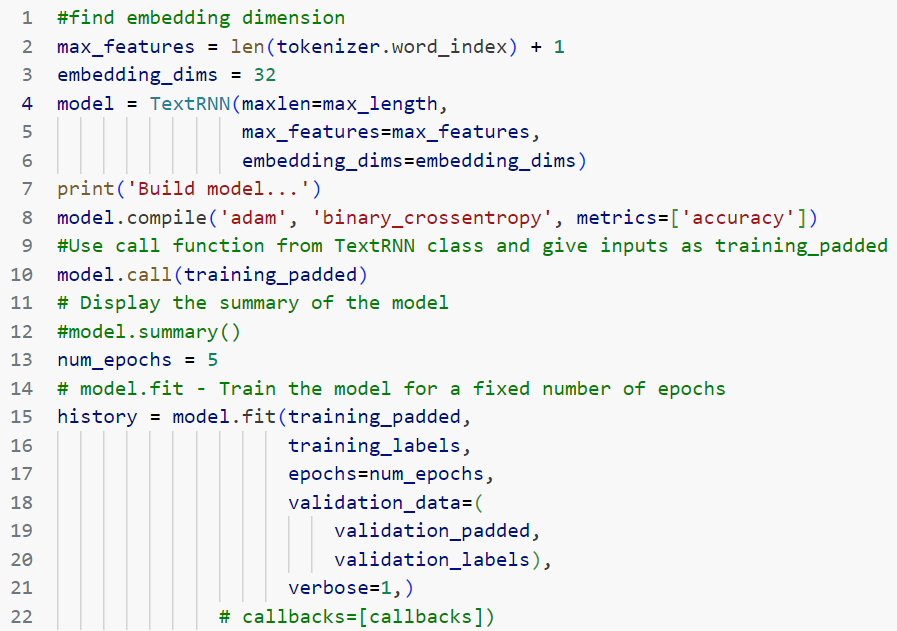 1 #find embedding dimension
2 max_features = len(tokenizer.word_index) + 1
3 embedding_dims = 32
4 model = TextRNN(maxlen=max_length,
5 max_features=max_features,
6 embedding_dims=embedding_dims)
7 print('Build model...')
8 model.compile('adam', 'binary_crossentropy', metrics=['accuracy'])
9 #Use call function from TextRNN class and give inputs as training_padded
10 model.call(training_padded)
11 # Display the summary of the model
12 #model.summary()
13 num_epochs = 5
14 # model.fit - Train the model for a fixed number of epochs
15 history = model.fit(training_padded,
16 training_labels,
17 epochs=num_epochs,
18 validation_data=(
19 validation_padded,
20 validation_labels),
21 verbose=1,)
22 # callbacks=[callbacks])